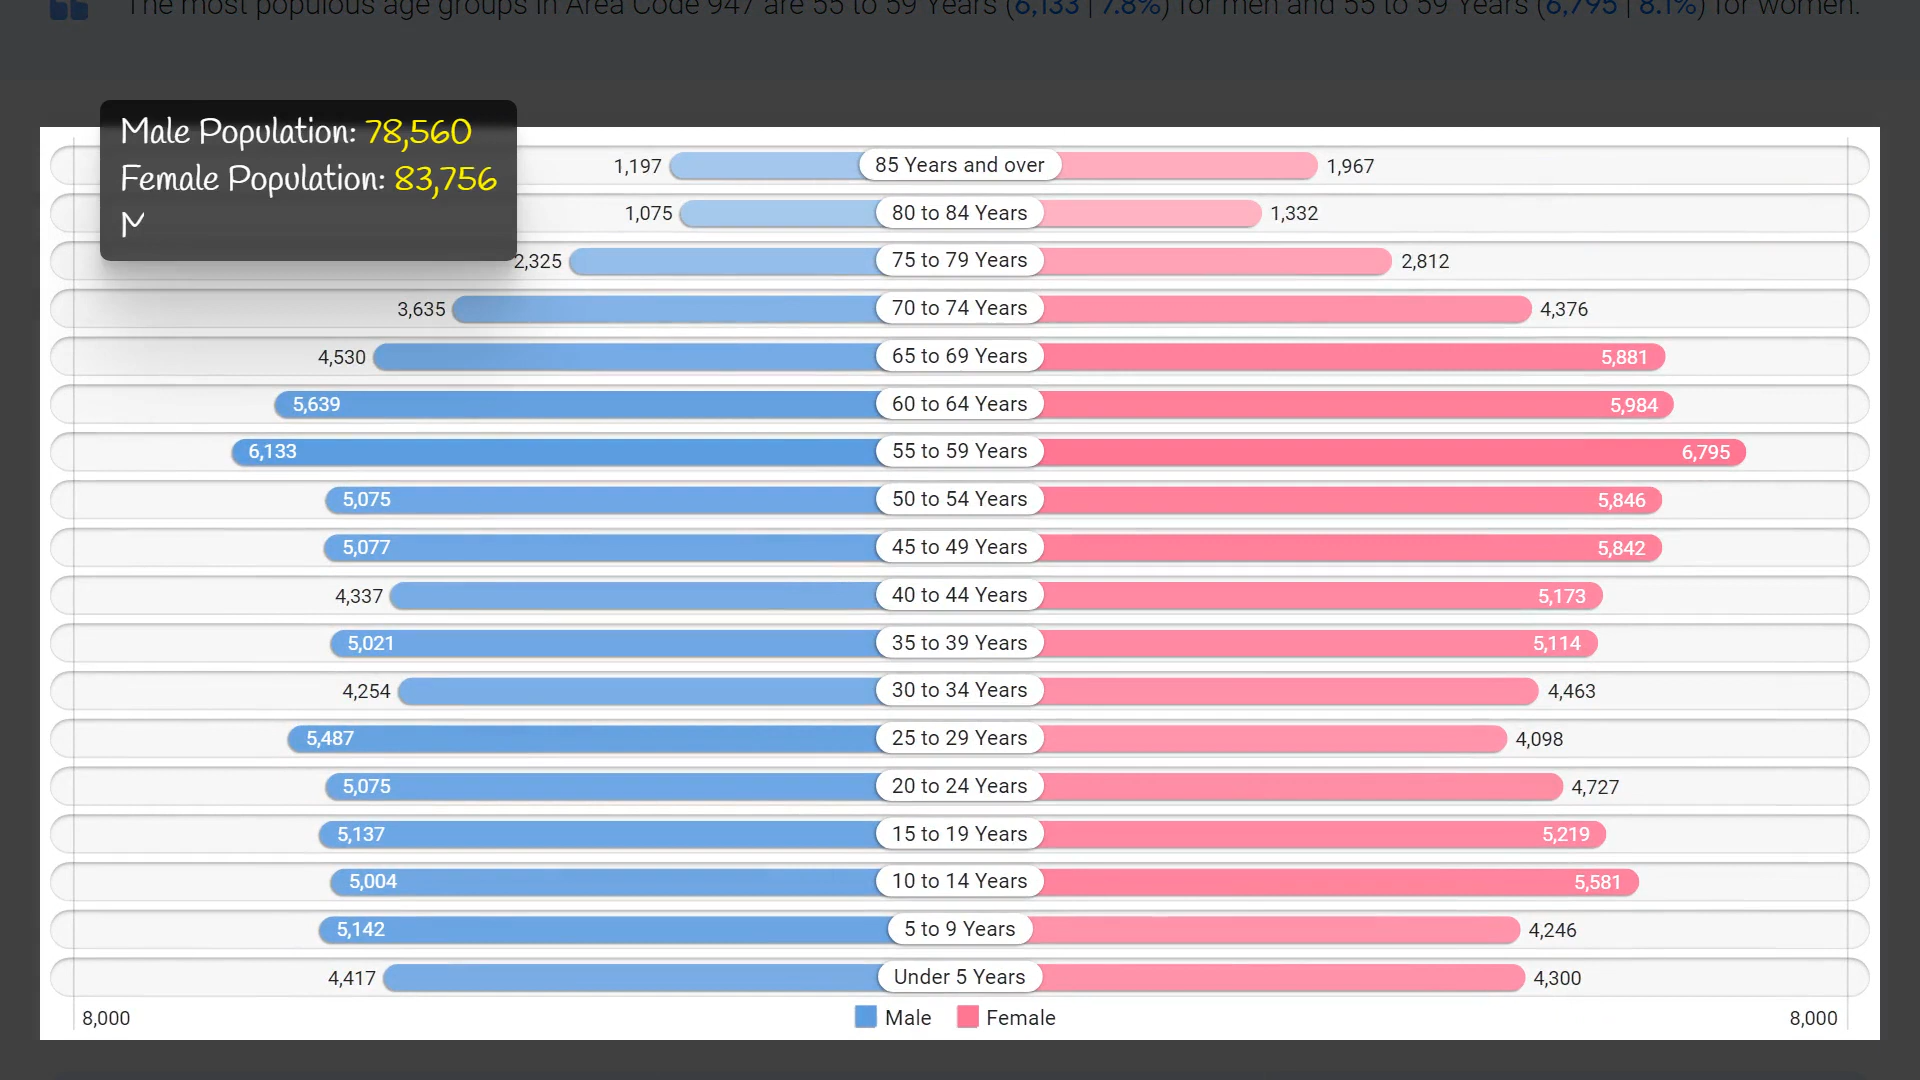 The most populous age groups in Area Code 947 are 55 to 59 Years (6,133 | 7.8%) for men and 55 to 59 Years (6,795 | 8.1%) for women.
Male Population: 78,560
Female Population: 83,756
M
1,197 85 Years and over 1,967
1,075 80 to 84 Years 1,332
2,325 75 to 79 Years 2,812
3,635 70 to 74 Years 4,376
4,530 65 to 69 Years 5,881
5,639 60 to 64 Years 5,984
6,133 55 to 59 Years 6,795
5,075 50 to 54 Years 5,846
5,077 45 to 49 Years 5,842
4,337 40 to 44 Years 5,173
5,021 35 to 39 Years 5,114
4,254 30 to 34 Years 4,463
5,487 25 to 29 Years 4,098
5,075 20 to 24 Years 4,727
5,137 15 to 19 Years 5,219
5,004 10 to 14 Years 5,581
5,142 5 to 9 Years 4,246
4,417 Under 5 Years 4,300
8,000 Male Female 8,000